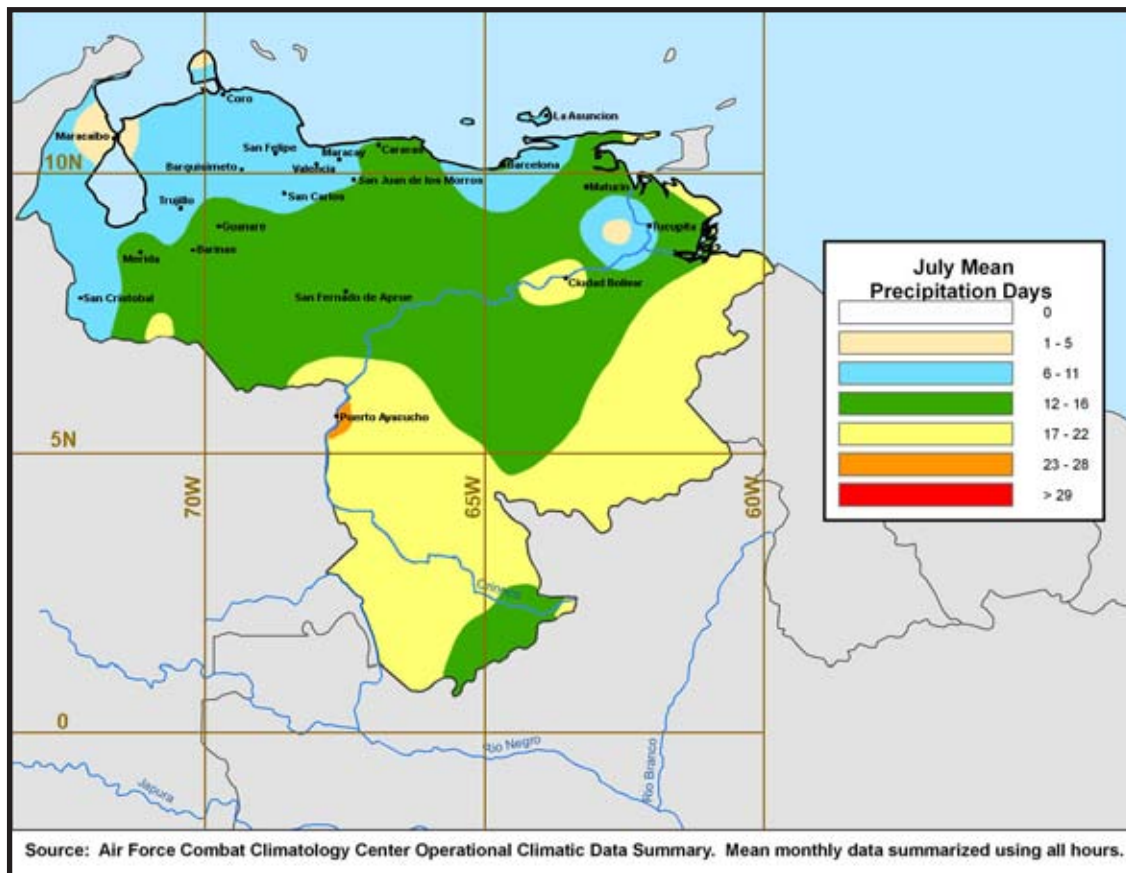 Coro
La Asuncion
Maracaibo
San Felipe
Maracay
Caracas
10N
Barquisimeto
Valencia
Barcelona
San Juan de los Morros
Maturin
Trujillo
San Carlos
Guanare
Tucupita
Merida
Barinas
Ciudad Bolivar
San Cristobal
San Fernado de Apure
Puerto Ayacucho
5N
70W
65W
60W
Orinoco
0
Rio Negro
Rio Branco
Japura
July Mean
Precipitation Days
0
1 - 5
6 - 11
12 - 16
17 - 22
23 - 28
> 29
Source: Air Force Combat Climatology Center Operational Climatic Data Summary. Mean monthly data summarized using all hours.